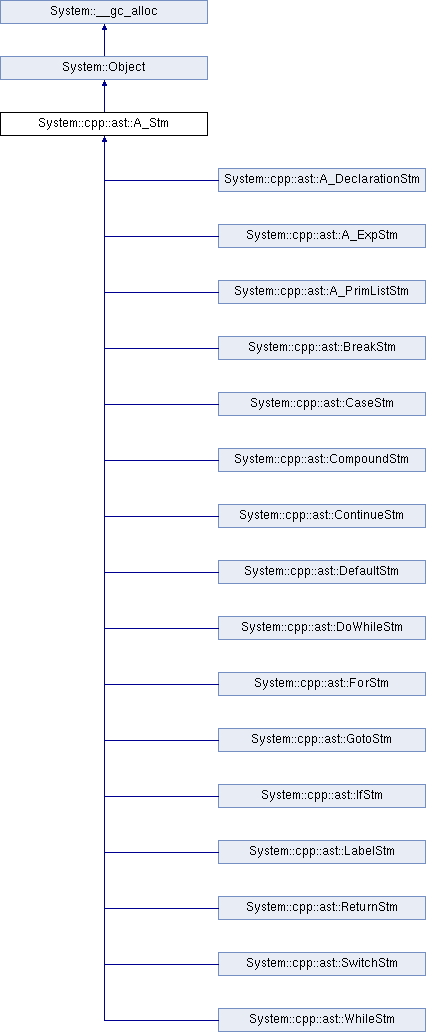 System::__gc_alloc
System::Object
System::cpp::ast::A_Stm
System::cpp::ast::A_DeclarationStm
System::cpp::ast::A_ExpStm
System::cpp::ast::A_PrimListStm
System::cpp::ast::BreakStm
System::cpp::ast::CaseStm
System::cpp::ast::CompoundStm
System::cpp::ast::ContinueStm
System::cpp::ast::DefaultStm
System::cpp::ast::DoWhileStm
System::cpp::ast::ForStm
System::cpp::ast::GotoStm
System::cpp::ast::IfStm
System::cpp::ast::LabelStm
System::cpp::ast::ReturnStm
System::cpp::ast::SwitchStm
System::cpp::ast::WhileStm